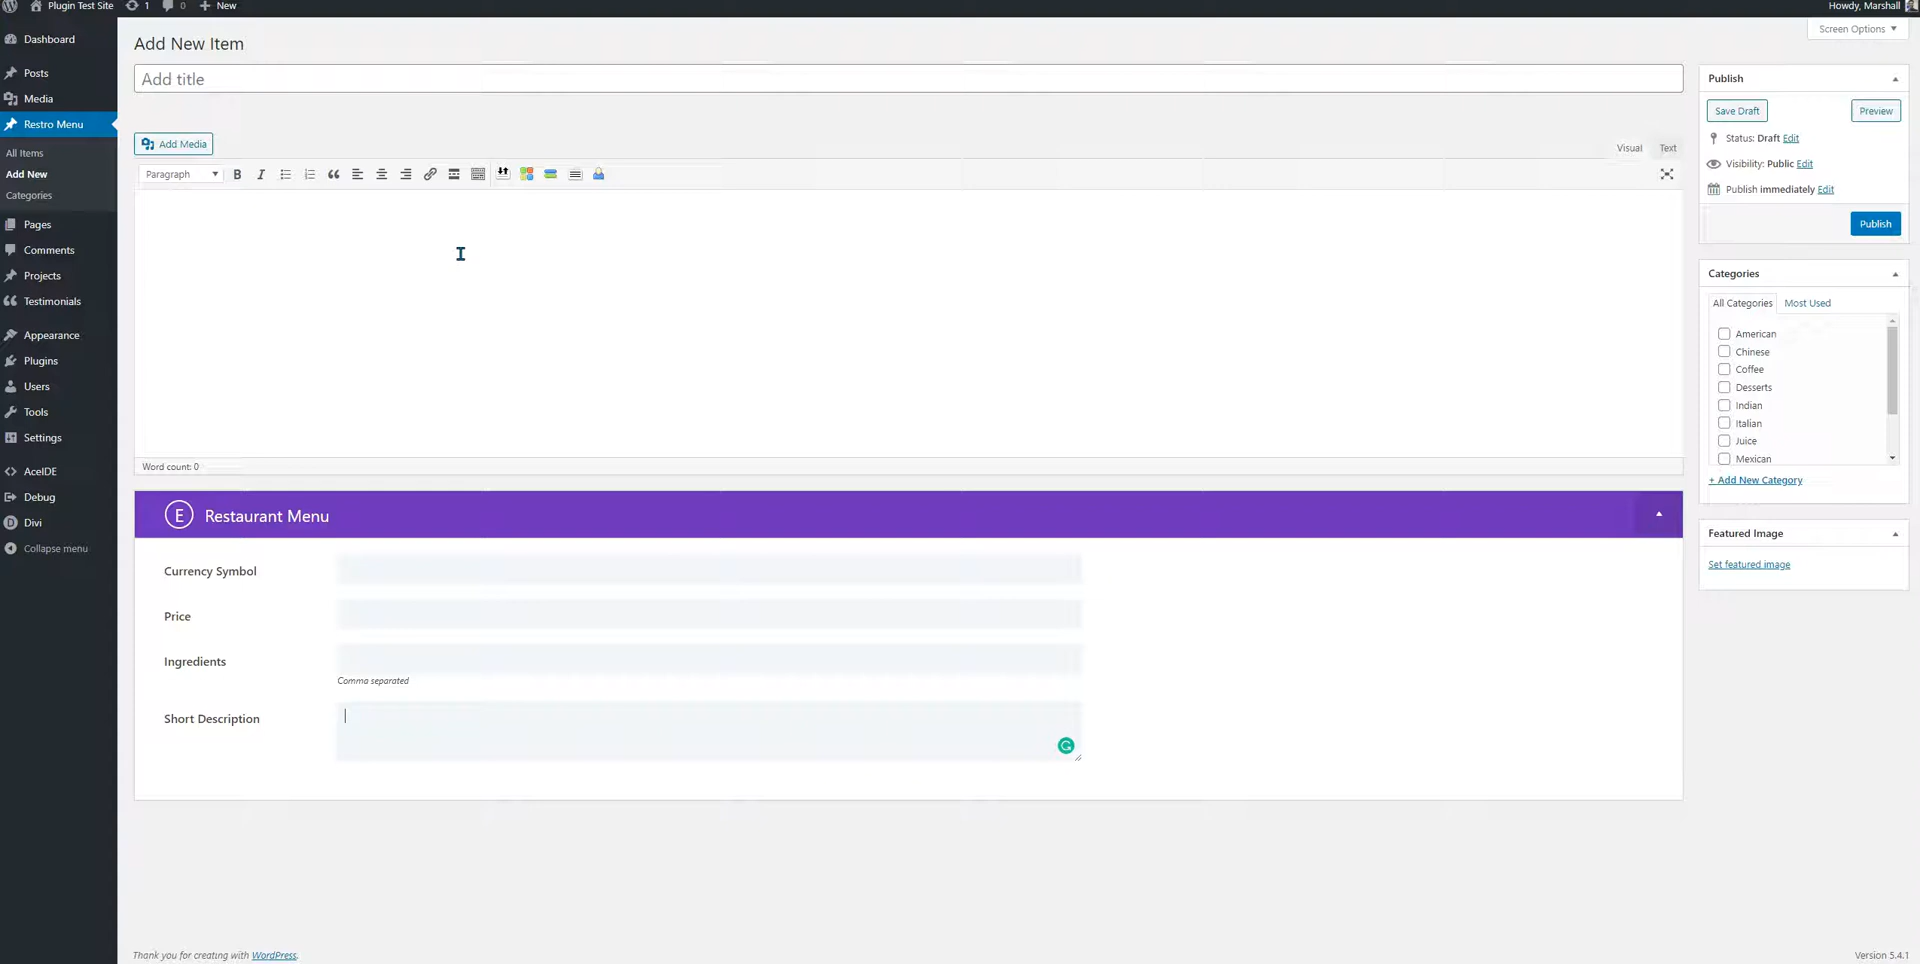 Plugin Test Site 1 0 New Howdy, Marshall
Dashboard
Posts
Media
Restro Menu
All Items
Add New
Categories
Pages
Comments
Projects
Testimonials
Appearance
Plugins
Users
Tools
Settings
AceIDE
Debug
Divi
Collapse menu
Screen Options
Add New Item
Add title
Add Media
Visual Text
Paragraph
Word count: 0
E Restaurant Menu
Currency Symbol
Price
Ingredients
Comma separated
Short Description
Publish
Save Draft Preview
Status: Draft Edit
Visibility: Public Edit
Publish immediately Edit
Publish
Categories
All Categories Most Used
American
Chinese
Coffee
Desserts
Indian
Italian
Juice
Mexican
+ Add New Category
Featured Image
Set featured image
Thank you for creating with WordPress.
Version 5.4.1